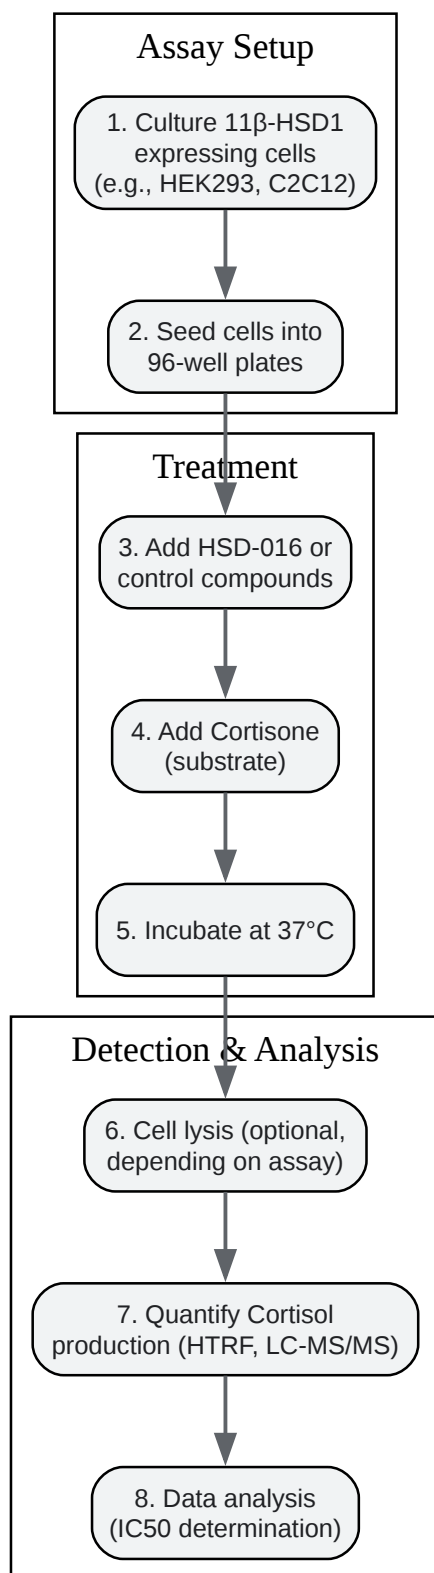 Assay Setup
1. Culture 11β-HSD1
expressing cells
(e.g., HEK293, C2C12)
2. Seed cells into
96-well plates
Treatment
3. Add HSD-016 or
control compounds
4. Add Cortisone
(substrate)
5. Incubate at 37°C
Detection & Analysis
6. Cell lysis (optional,
depending on assay)
7. Quantify Cortisol
production (HTRF, LC-MS/MS)
8. Data analysis
(IC50 determination)